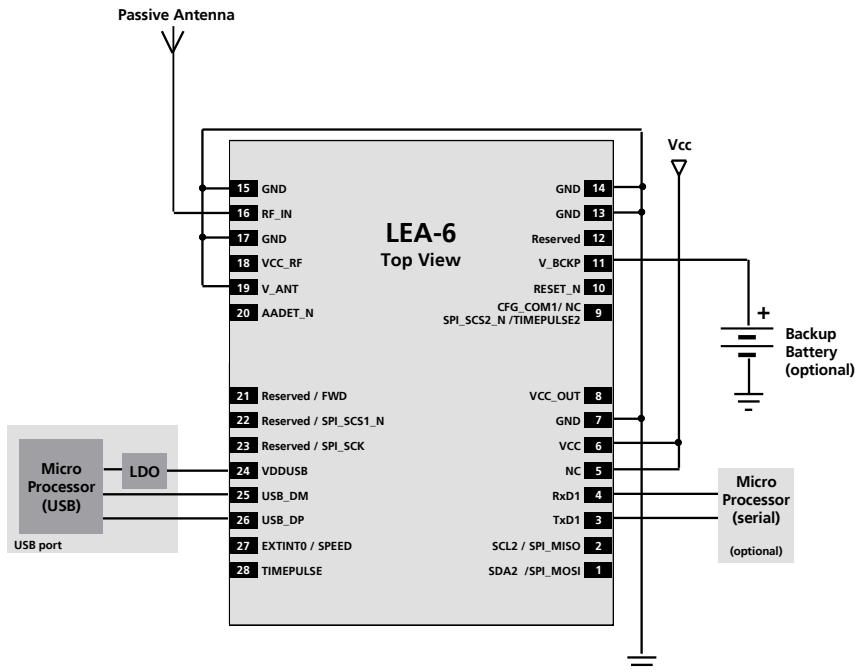 Passive Antenna
Vcc
LEA-6
Top View
15 GND
16 RF_IN
17 GND
18 VCC_RF
19 V_ANT
20 AADET_N
21 Reserved / FWD
22 Reserved / SPI_SCS1_N
23 Reserved / SPI_SCK
24 VDDUSB
25 USB_DM
26 USB_DP
27 EXTINT0 / SPEED
28 TIMEPULSE
GND 14
GND 13
Reserved 12
V_BCKP 11
RESET_N 10
CFG_COM1/ NC
SPI_SCS2_N /TIMEPULSE2 9
VCC_OUT 8
GND 7
VCC 6
NC 5
RxD1 4
TxD1 3
SCL2 / SPI_MISO 2
SDA2 /SPI_MOSI 1
Micro
Processor
(USB)
LDO
USB port
+
Backup
Battery
(optional)
Micro
Processor
(serial)
(optional)